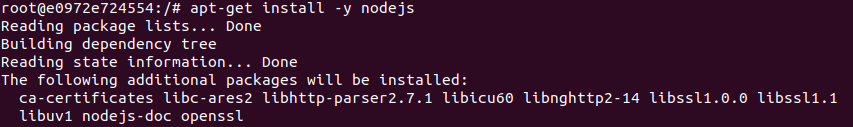 root@e0972e724554:/# apt-get install -y nodejs
Reading package lists... Done
Building dependency tree
Reading state information... Done
The following additional packages will be installed:
  ca-certificates libc-ares2 libhttp-parser2.7.1 libicu60 libnghttp2-14 libssl1.0.0 libssl1.1
  libuv1 nodejs-doc openssl